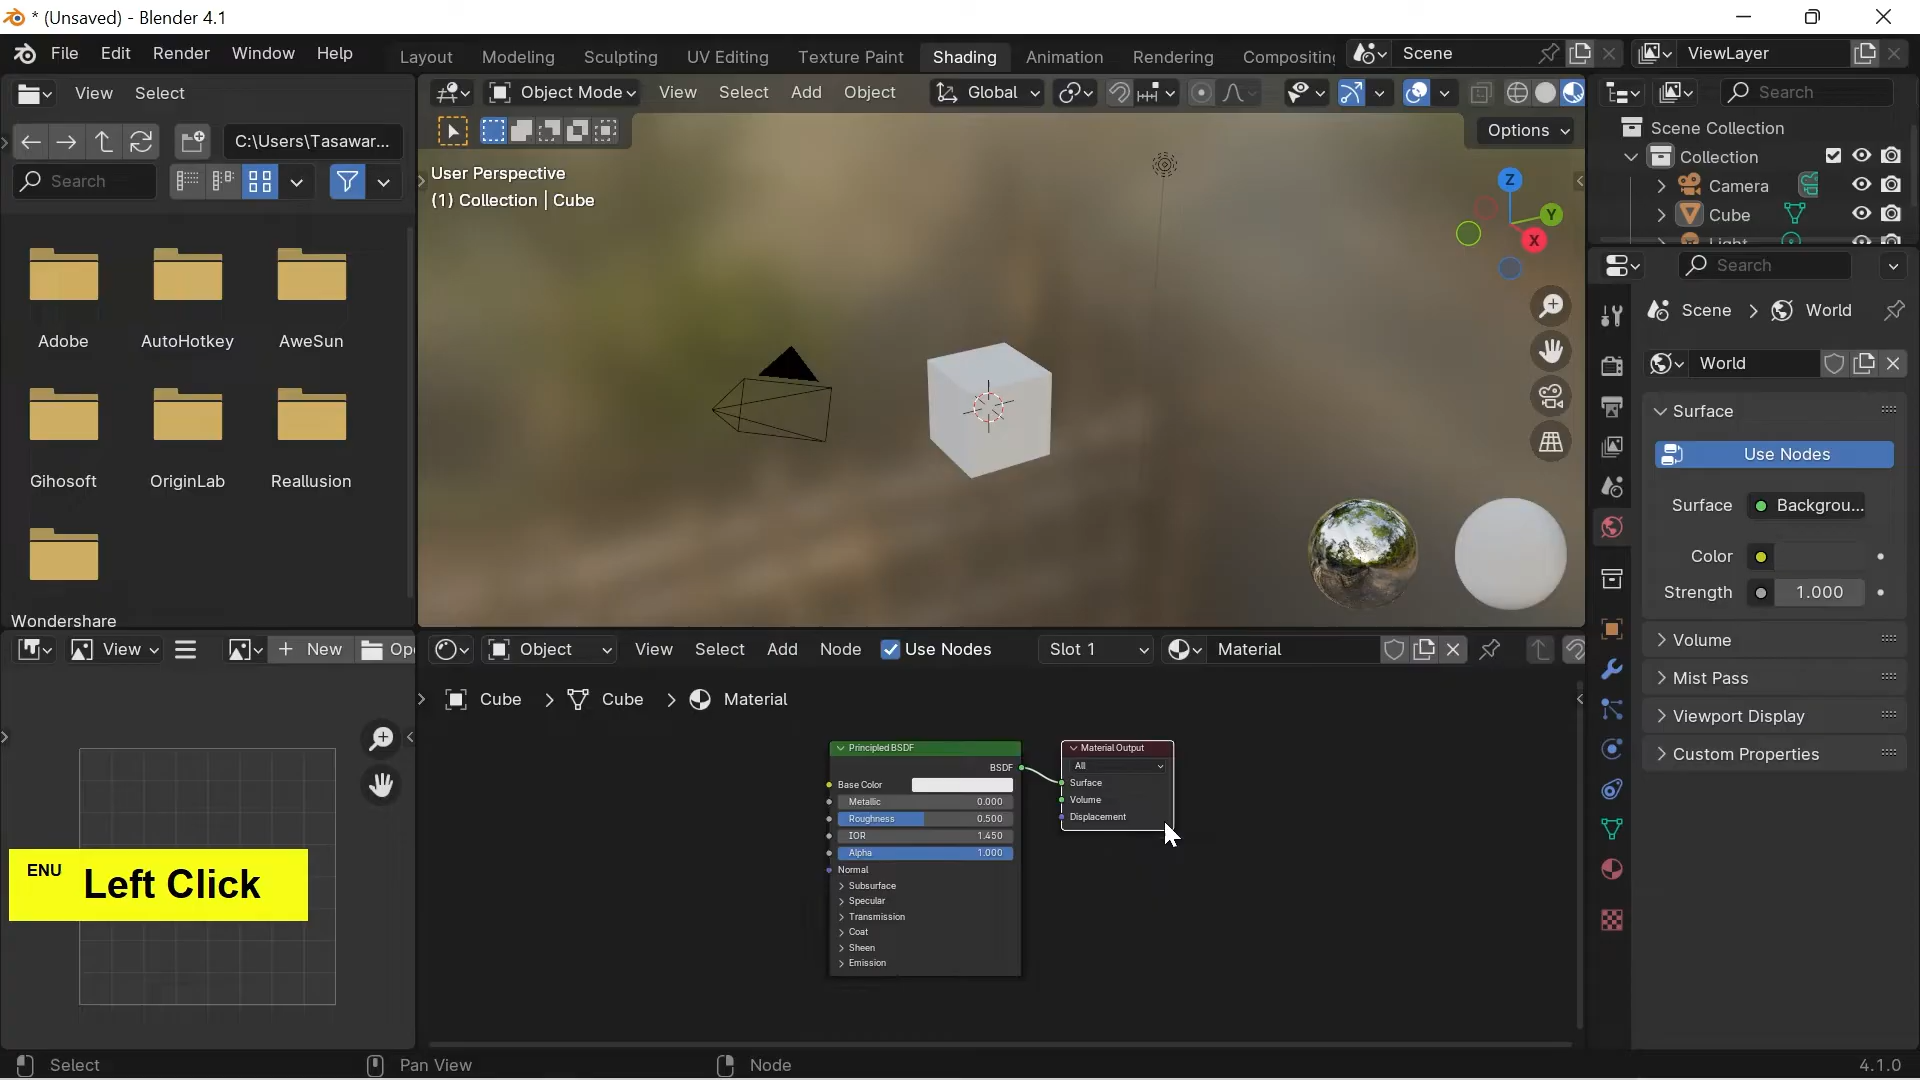 * (Unsaved) - Blender 4.1
File Edit Render Window Help
Layout Modeling Sculpting UV Editing Texture Paint Shading Animation Rendering Compositing
Scene
ViewLayer
View Select
Object Mode View Select Add Object
Global
Search
C:\Users\Tasawar...
Search
Options
User Perspective
(1) Collection | Cube
Z
Y
X
Scene Collection
Collection
Camera
Cube
Light
Search
Scene > World
World
Surface
Use Nodes
Surface Backgrou...
Color
Strength 1.000
Volume
Mist Pass
Viewport Display
Custom Properties
Adobe AutoHotkey AweSun
Gihosoft OriginLab Reallusion
Wondershare
View + New Op
Object View Select Add Node Use Nodes Slot 1 Material
Cube > Cube > Material
Principled BSDF
BSDF
Base Color
Metallic 0.000
Roughness 0.500
IOR 1.450
Alpha 1.000
Normal
Subsurface
Specular
Transmission
Coat
Sheen
Emission
Material Output
All
Surface
Volume
Displacement
ENU Left Click
Select Pan View Node 4.1.0